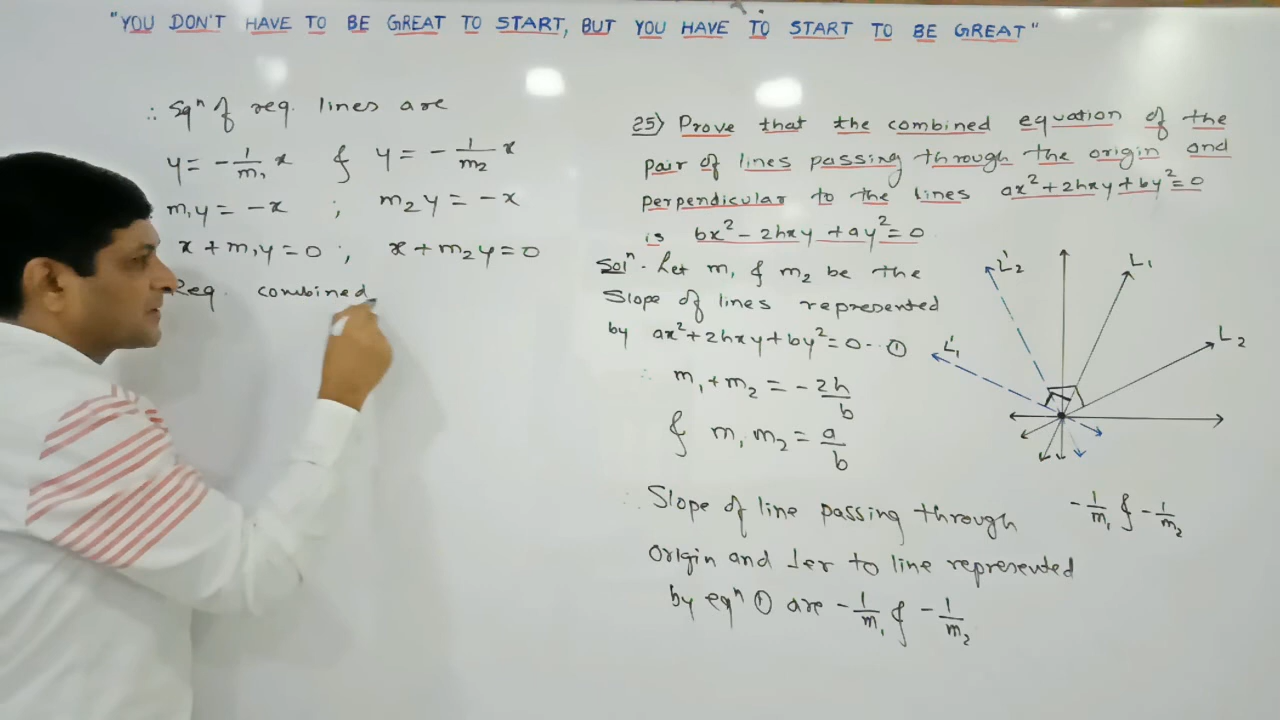 "YOU DON'T HAVE TO BE GREAT TO START, BUT YOU HAVE TO START TO BE GREAT"
∴ Eqⁿ of req. lines are
y = -1/m₁ x & y = -1/m₂ x
m₁y = -x ; m₂y = -x
x + m₁y = 0 ; x + m₂y = 0
Req. combined
25) Prove that the combined equation of the
pair of lines passing through the origin and
perpendicular to the lines ax²+2hxy+by²=0
is bx²-2hxy+ay²=0
Solⁿ- Let m₁ & m₂ be the
Slope of lines represented
by ax²+2hxy+by²=0-- ①
∴ m₁+m₂ = -2h/b
& m₁m₂ = a/b
∴ Slope of line passing through
origin and ⊥er to line represented
by eqⁿ ① are -1/m₁ & -1/m₂
L'₂
L₁
L₂
L'₁
-1/m₁ & -1/m₂